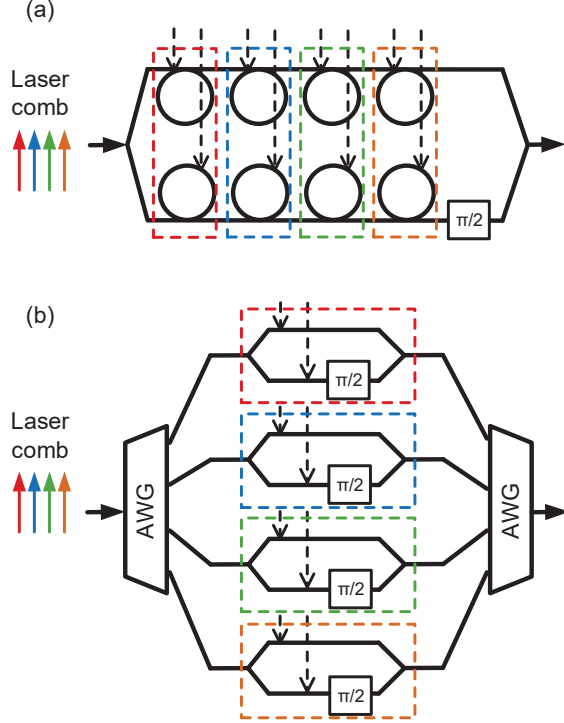 (a)
Laser
comb
π/2
(b)
π/2
Laser
comb
π/2
AWG
AWG
π/2
π/2